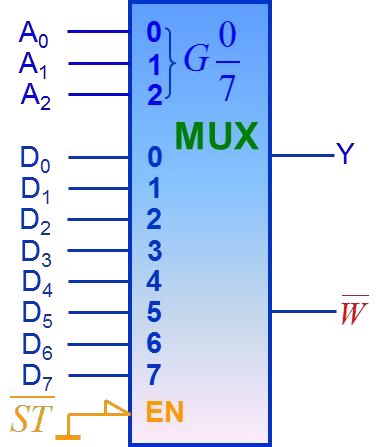 A₀ 0 G 0/7
A₁ 1
A₂ 2
MUX
D₀ 0 Y
D₁ 1
D₂ 2
D₃ 3
D₄ 4
D₅ 5 W̅
D₆ 6
D₇ 7
S̅T̅ EN